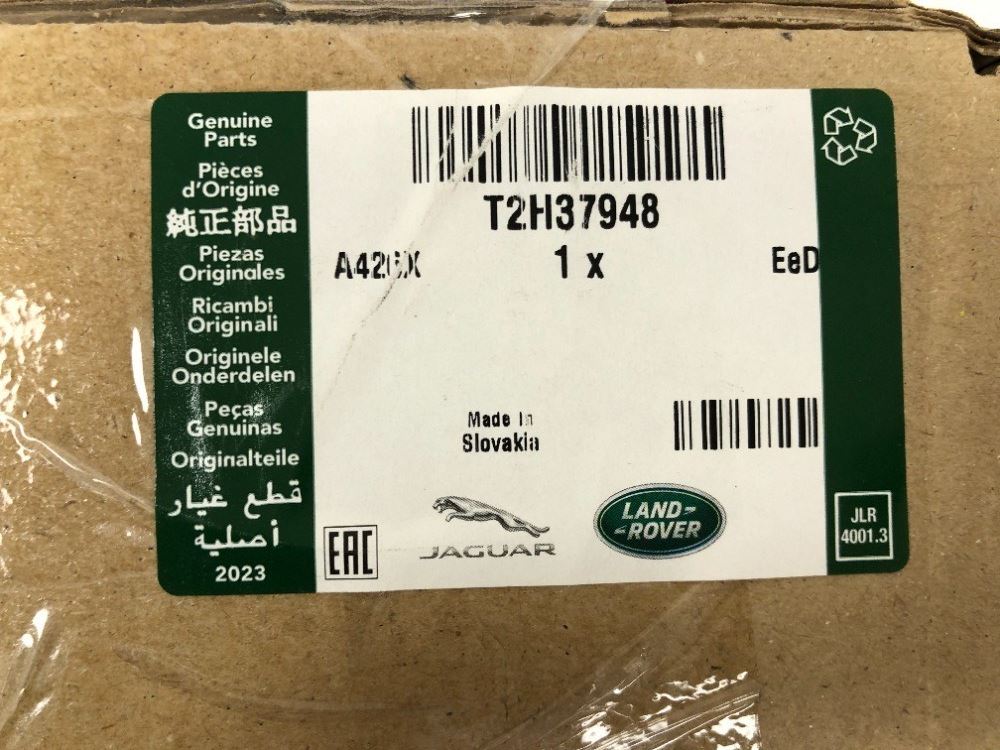 Genuine
Parts
Pièces
d'Origine
純正部品
Piezas
Originales
Ricambi
Originali
Originele
Onderdelen
Peças
Genuinas
Originalteile
قطع غيار
أصلية
2023
T2H37948
1 x
EeD
Made In
Slovakia
EAC
JAGUAR
LAND-
-ROVER
JLR
4001.3